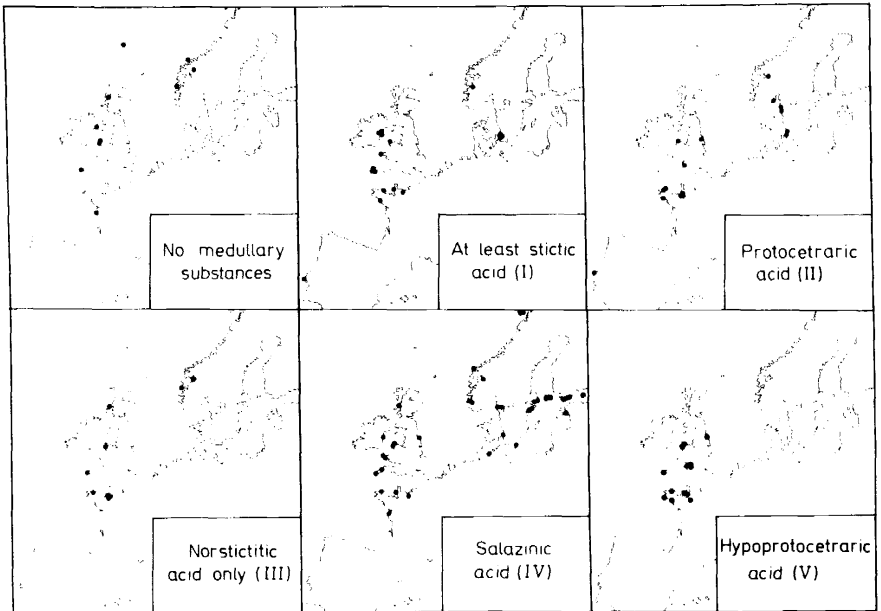 No medullary
substances
At least stictic
acid (I)
Protocetraric
acid (II)
Norstictitic
acid only (III)
Salazinic
acid (IV)
Hypoprotocetraric
acid (V)